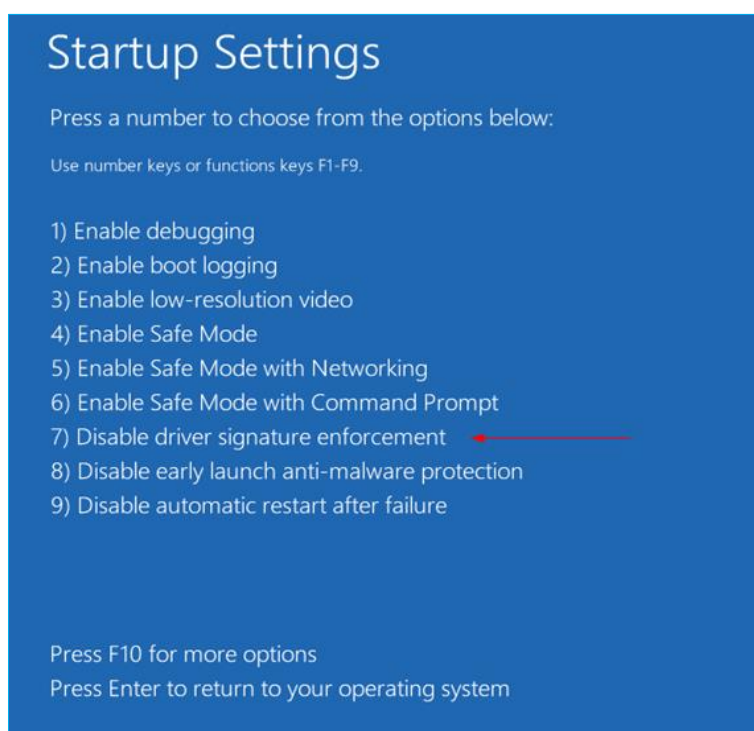 Startup Settings
Press a number to choose from the options below:
Use number keys or functions keys F1-F9.
1) Enable debugging
2) Enable boot logging
3) Enable low-resolution video
4) Enable Safe Mode
5) Enable Safe Mode with Networking
6) Enable Safe Mode with Command Prompt
7) Disable driver signature enforcement
8) Disable early launch anti-malware protection
9) Disable automatic restart after failure
Press F10 for more options
Press Enter to return to your operating system